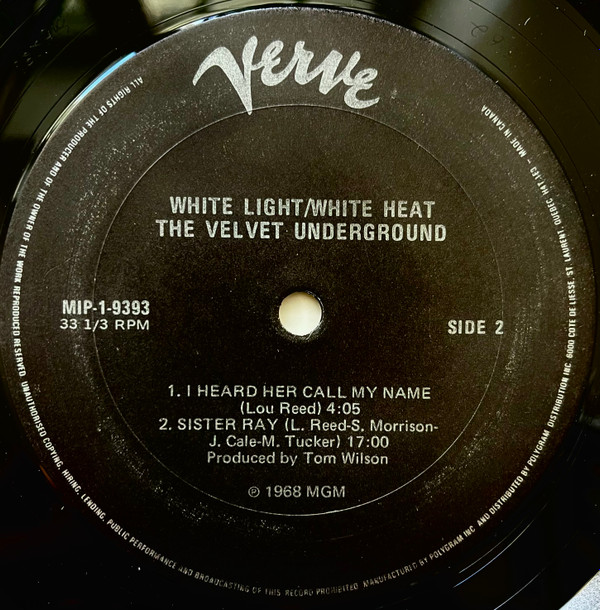 Verve
WHITE LIGHT/WHITE HEAT
THE VELVET UNDERGROUND
MIP-1-9393
33 1/3 RPM
SIDE 2
1. I HEARD HER CALL MY NAME
(Lou Reed) 4:05
2. SISTER RAY (L. Reed-S. Morrison-
J. Cale-M. Tucker) 17:00
Produced by Tom Wilson
℗ 1968 MGM
ALL RIGHTS OF THE PRODUCER AND OF THE OWNER OF THE WORK REPRODUCED RESERVED. UNAUTHORISED COPYING, HIRING, LENDING, PUBLIC PERFORMANCE AND BROADCASTING OF THIS RECORD PROHIBITED. MANUFACTURED BY POLYGRAM INC. AND DISTRIBUTED BY POLYGRAM DISTRIBUTION INC. 6000 COTE DE LIESSE, ST. LAURENT, QUEBEC H4T-1E3 - MADE IN CANADA